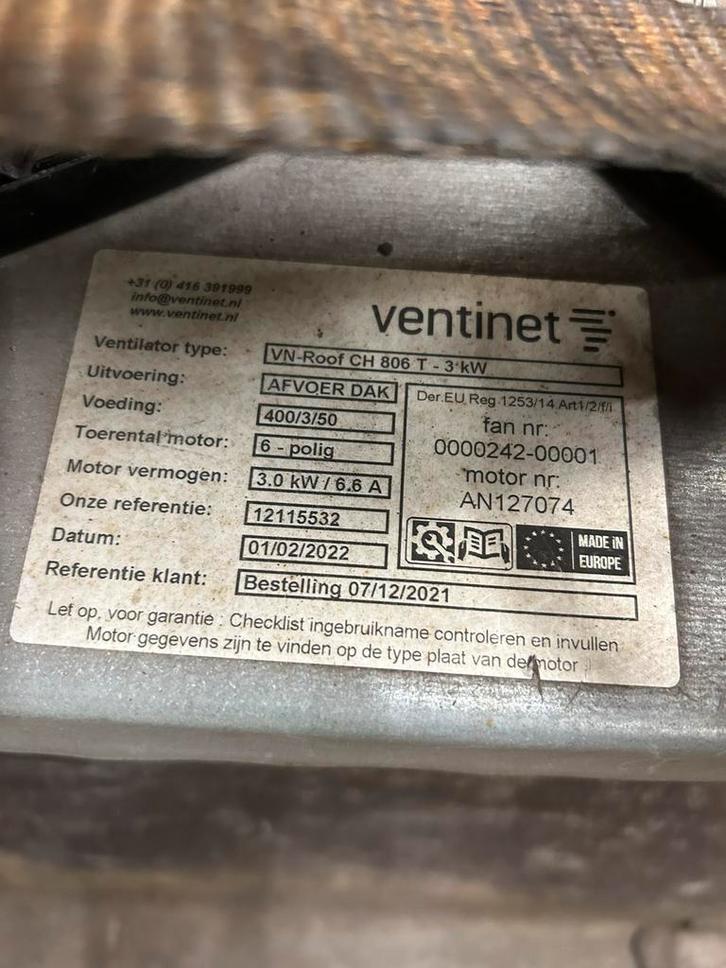 +31 (0) 416 391999
info@ventinet.nl
www.ventinet.nl
ventinet
Ventilator type: VN-Roof CH 806 T - 3 kW
Uitvoering: AFVOER DAK
Voeding: 400/3/50
Toerental motor: 6 - polig
Motor vermogen: 3.0 kW / 6.6 A
Onze referentie: 12115532
Datum: 01/02/2022
Referentie klant: Bestelling 07/12/2021
Der.EU Reg 1253/14 Art1/2/f/i
fan nr:
0000242-00001
motor nr:
AN127074
MADE iN
EUROPE
Let op, voor garantie : Checklist ingebruikname controleren en invullen
Motor gegevens zijn te vinden op de type plaat van de motor !